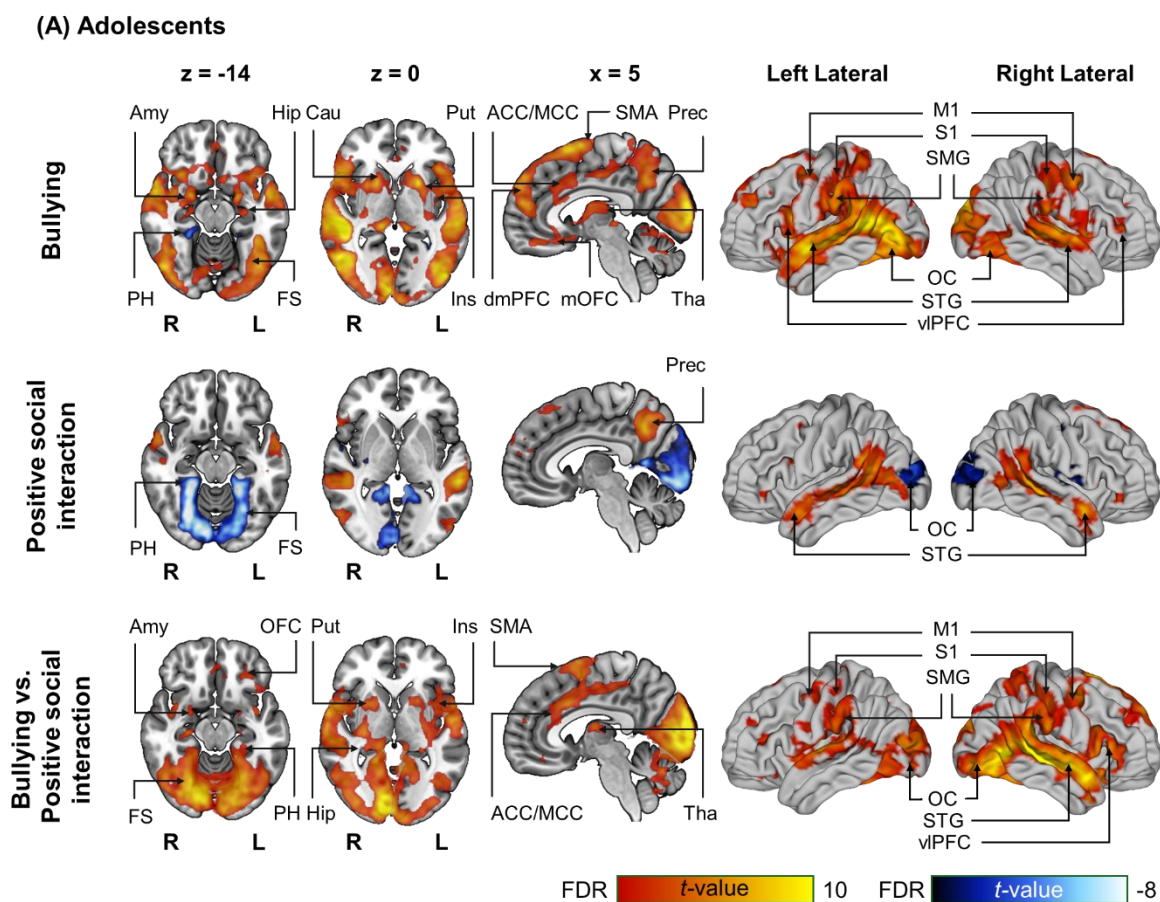 (A) Adolescents
z = -14
z = 0
x = 5
Left Lateral
Right Lateral
Bullying
Amy
Hip
Cau
Put
ACC/MCC
SMA
Prec
M1
S1
SMG
PH
FS
Ins
dmPFC
mOFC
Tha
OC
STG
vlPFC
R
L
R
L
Positive social
interaction
Prec
PH
FS
OC
STG
R
L
R
L
Bullying vs.
Positive social
interaction
Amy
OFC
Put
Ins
SMA
M1
S1
SMG
FS
PH
Hip
ACC/MCC
Tha
OC
STG
vlPFC
R
L
R
L
FDR
t-value
10
FDR
t-value
-8